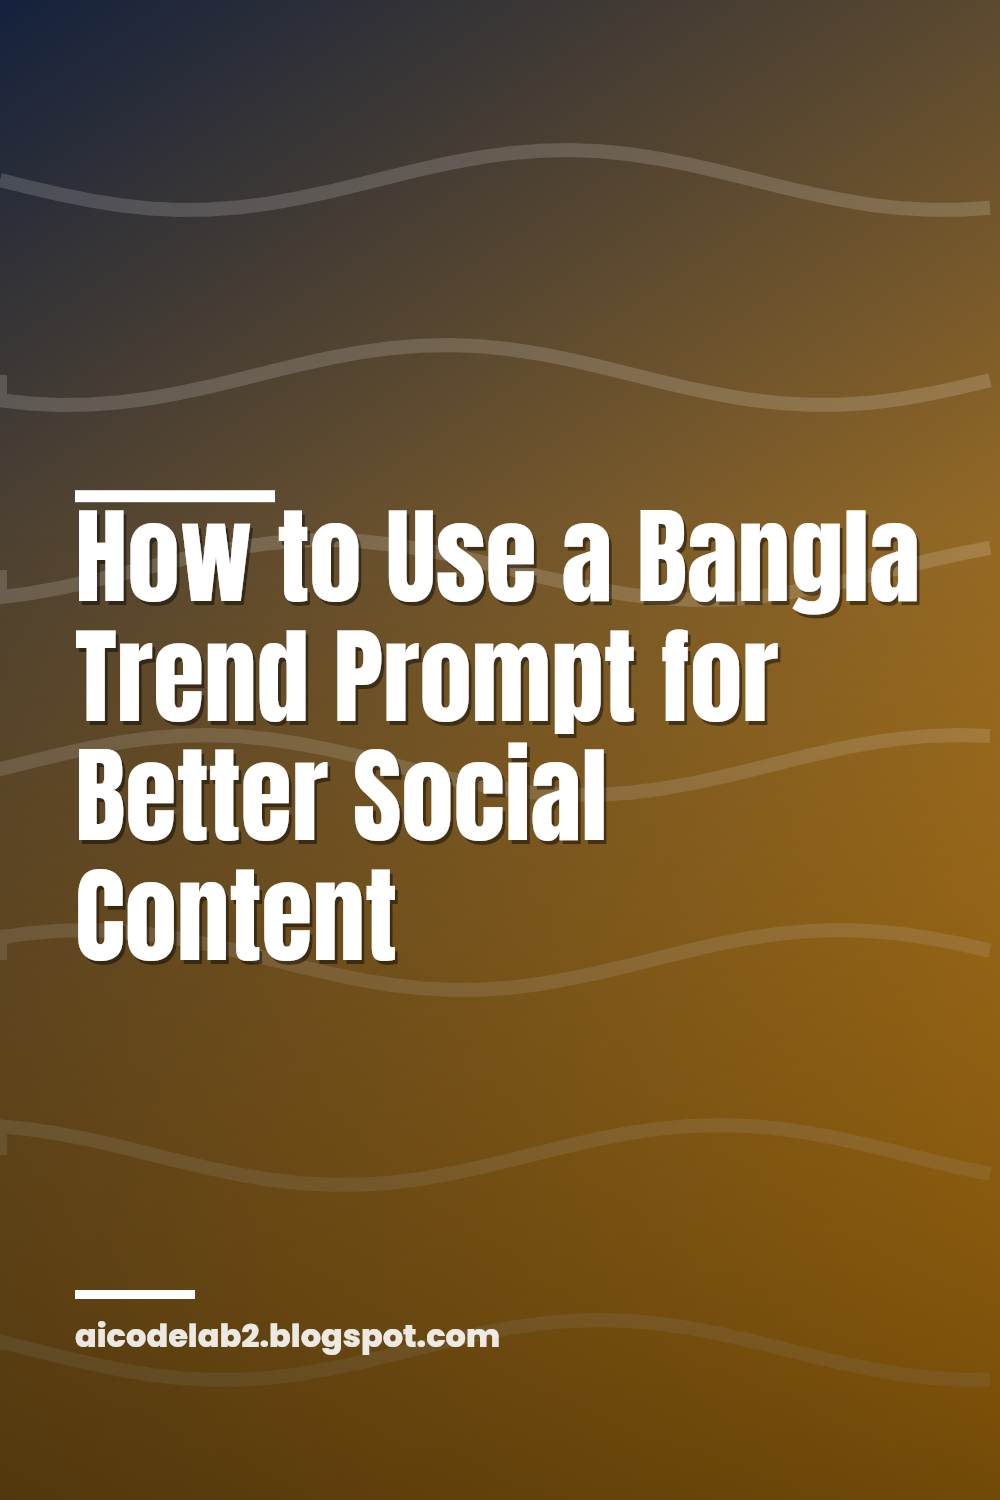 How to Use a Bangla
Trend Prompt for
Better Social
Content
aicodelab2.blogspot.com